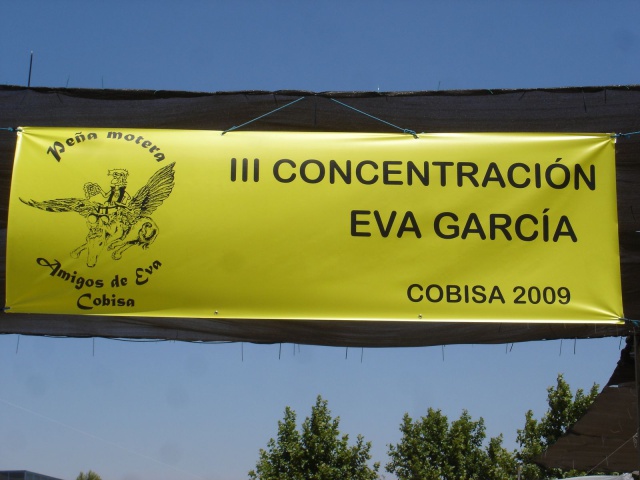 Peña motera
Amigos de Eva
Cobisa
III CONCENTRACIÓN
EVA GARCÍA
COBISA 2009